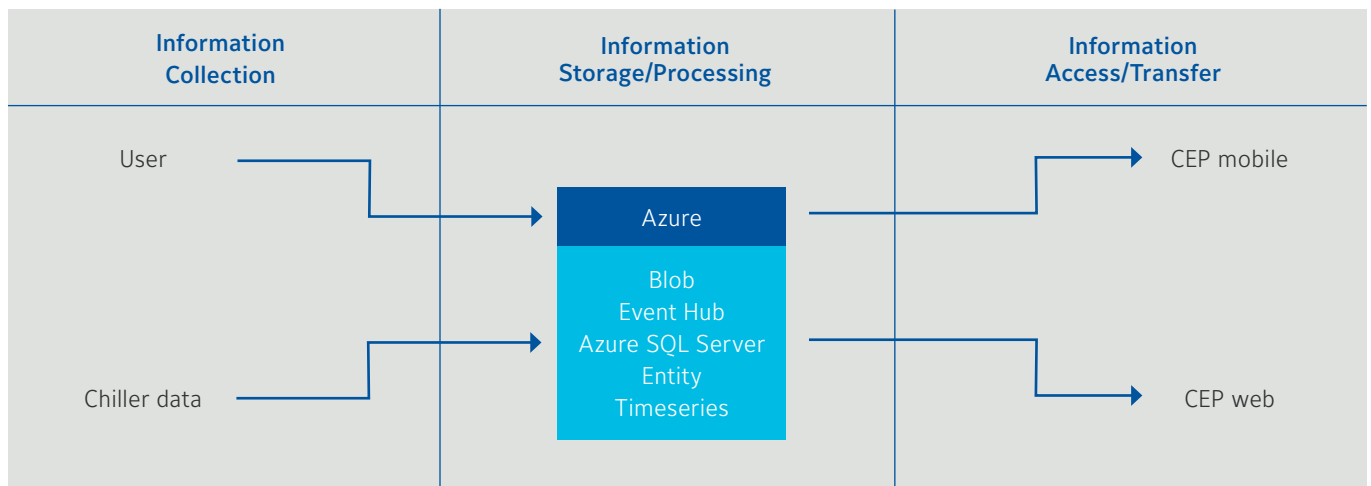 Information
Collection
Information
Storage/Processing
Information
Access/Transfer
User
Chiller data
Azure
Blob
Event Hub
Azure SQL Server
Entity
Timeseries
CEP mobile
CEP web